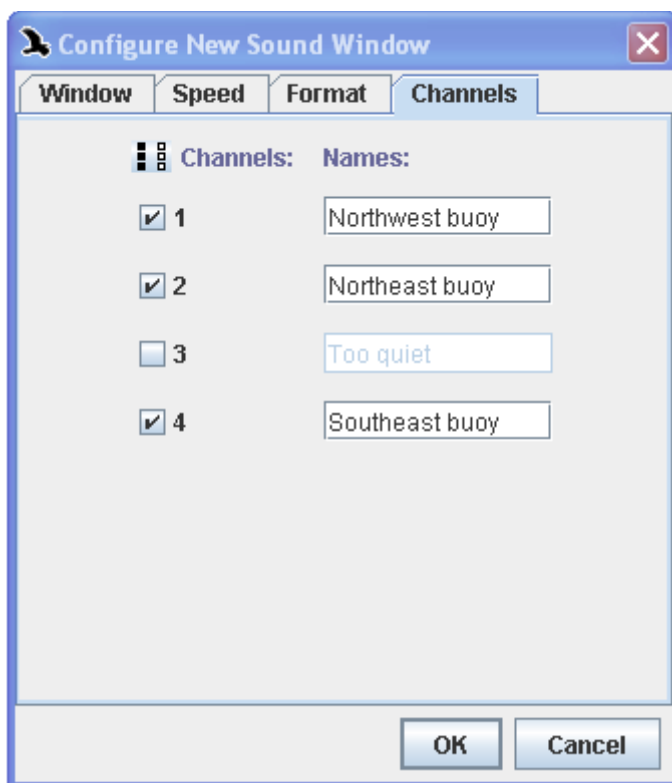 Configure New Sound Window
Window Speed Format Channels
Channels: Names:
1 Northwest buoy
2 Northeast buoy
3 Too quiet
4 Southeast buoy
OK Cancel